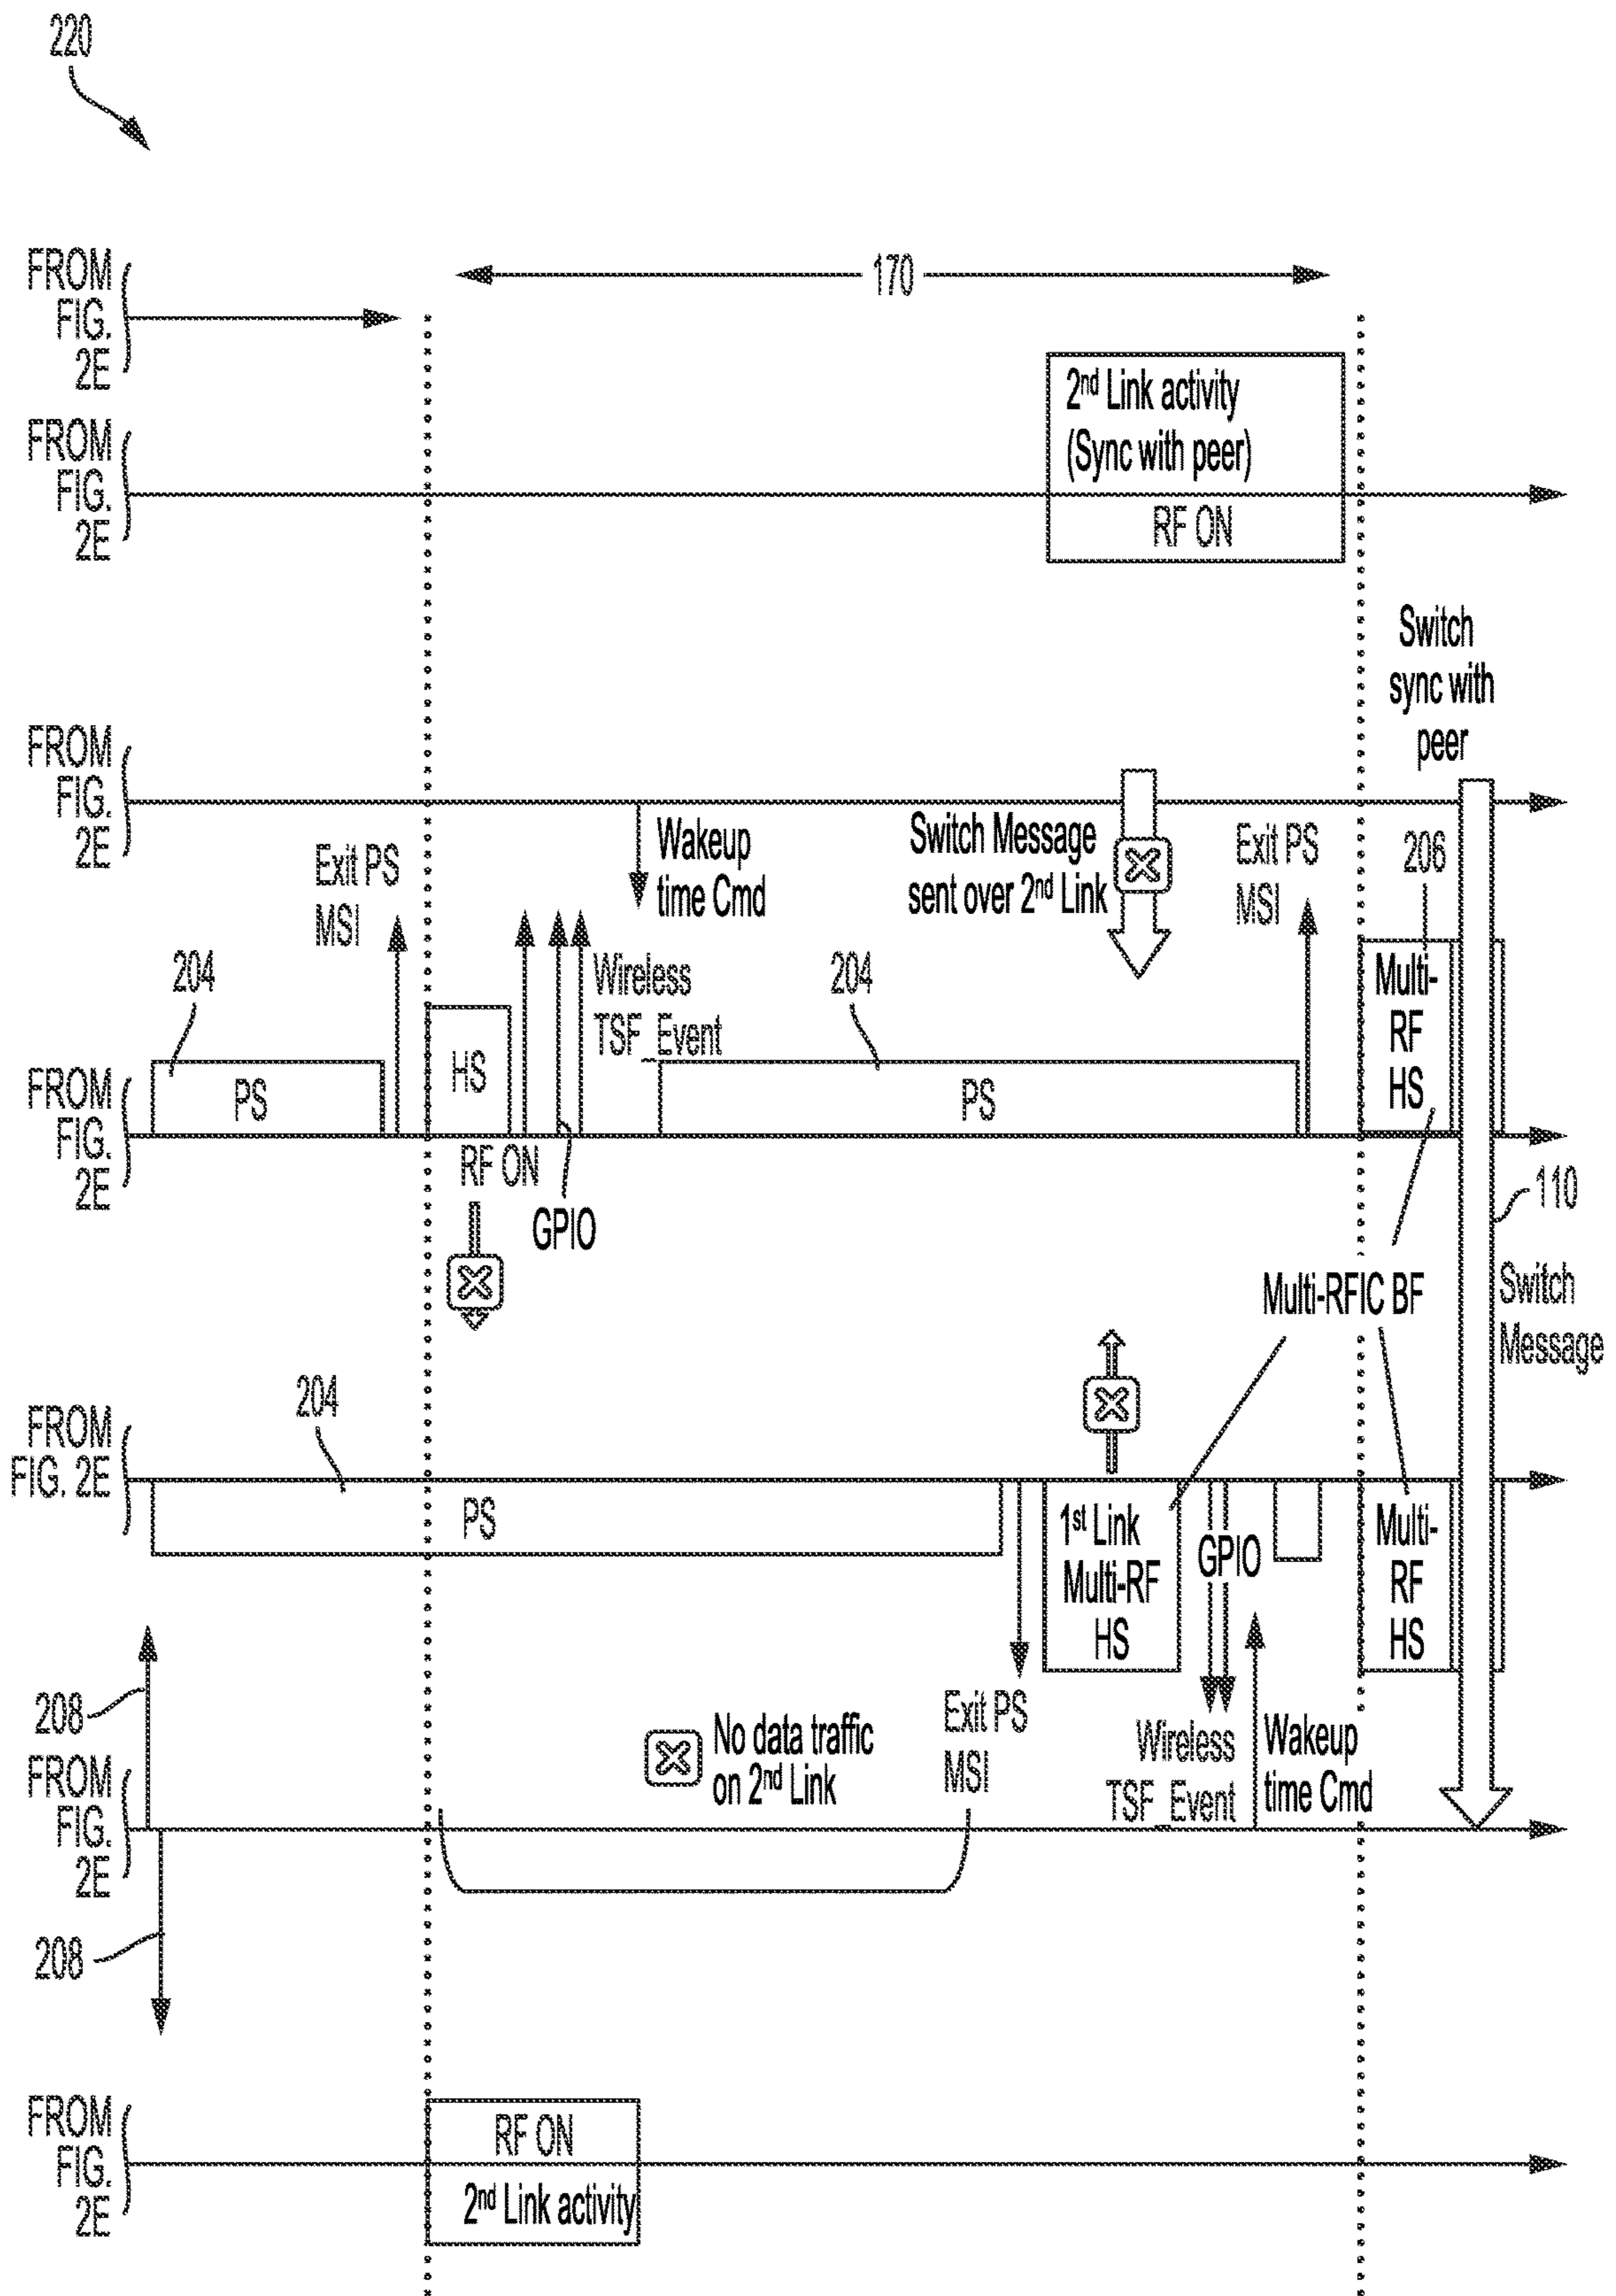 220
FROM
FIG.
2E
170
FROM
FIG.
2E
2nd Link activity
(Sync with peer)
RF ON
Switch
sync with
peer
FROM
FIG.
2E
Wakeup
time Cmd
Switch Message
sent over 2nd Link
Exit PS
MSI
Exit PS
MSI
206
204
Wireless
TSF_Event
204
Multi-
RF
HS
FROM
FIG.
2E
PS
HS
PS
RF ON
GPIO
110
Multi-RFIC BF
Switch
Message
204
FROM
FIG. 2E
PS
1st Link
Multi-RF
HS
GPIO
Multi-
RF
HS
208
No data traffic
on 2nd Link
Exit PS
MSI
Wireless
TSF_Event
Wakeup
time Cmd
FROM
FIG.
2E
208
FROM
FIG.
2E
RF ON
2nd Link activity